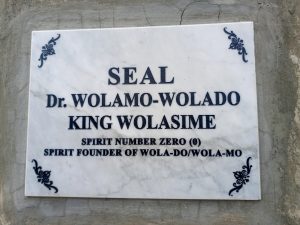 SEAL
Dr. WOLAMO-WOLADO
KING WOLASIME
SPIRIT NUMBER ZERO (0)
SPIRIT FOUNDER OF WOLA-DO/WOLA-MO